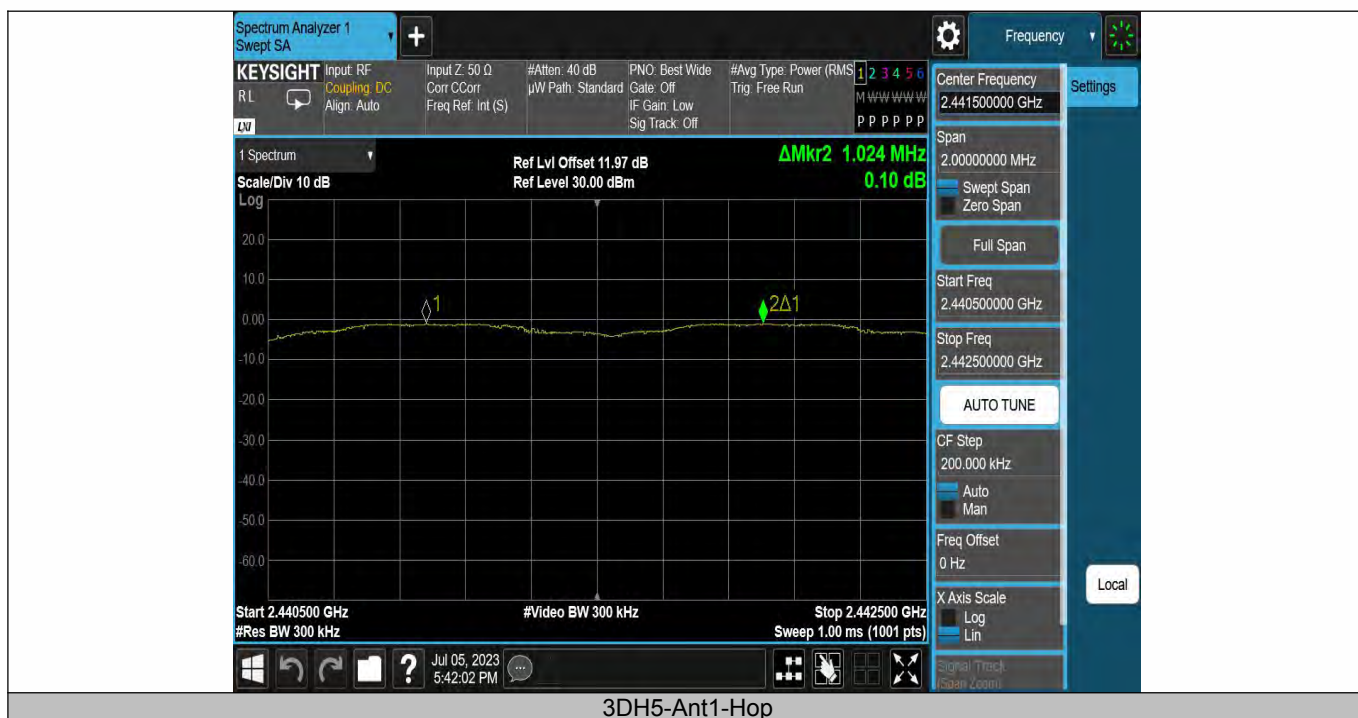 Spectrum Analyzer 1
Swept SA
+
Frequency
KEYSIGHT
Input: RF
Input Z: 50 Ω
#Atten: 40 dB
PNO: Best Wide
#Avg Type: Power (RMS
1 2 3 4 5 6
R L
Coupling: DC
Corr CCorr
µW Path: Standard
Gate: Off
Trig: Free Run
M W W W W W
Align: Auto
Freq Ref: Int (S)
IF Gain: Low
P P P P P P
LXI
Sig Track: Off
1 Spectrum
Ref Lvl Offset 11.97 dB
ΔMkr2 1.024 MHz
Scale/Div 10 dB
Ref Level 30.00 dBm
0.10 dB
Log
20.0
10.0
0.00
-10.0
-20.0
-30.0
-40.0
-50.0
-60.0
1
2Δ1
Start 2.440500 GHz
#Video BW 300 kHz
Stop 2.442500 GHz
#Res BW 300 kHz
Sweep 1.00 ms (1001 pts)
Center Frequency
2.441500000 GHz
Settings
Span
2.00000000 MHz
Swept Span
Zero Span
Full Span
Start Freq
2.440500000 GHz
Stop Freq
2.442500000 GHz
AUTO TUNE
CF Step
200.000 kHz
Auto
Man
Freq Offset
0 Hz
X Axis Scale
Log
Lin
Local
Signal Track
(Span Zoom)
?
Jul 05, 2023
5:42:02 PM
3DH5-Ant1-Hop